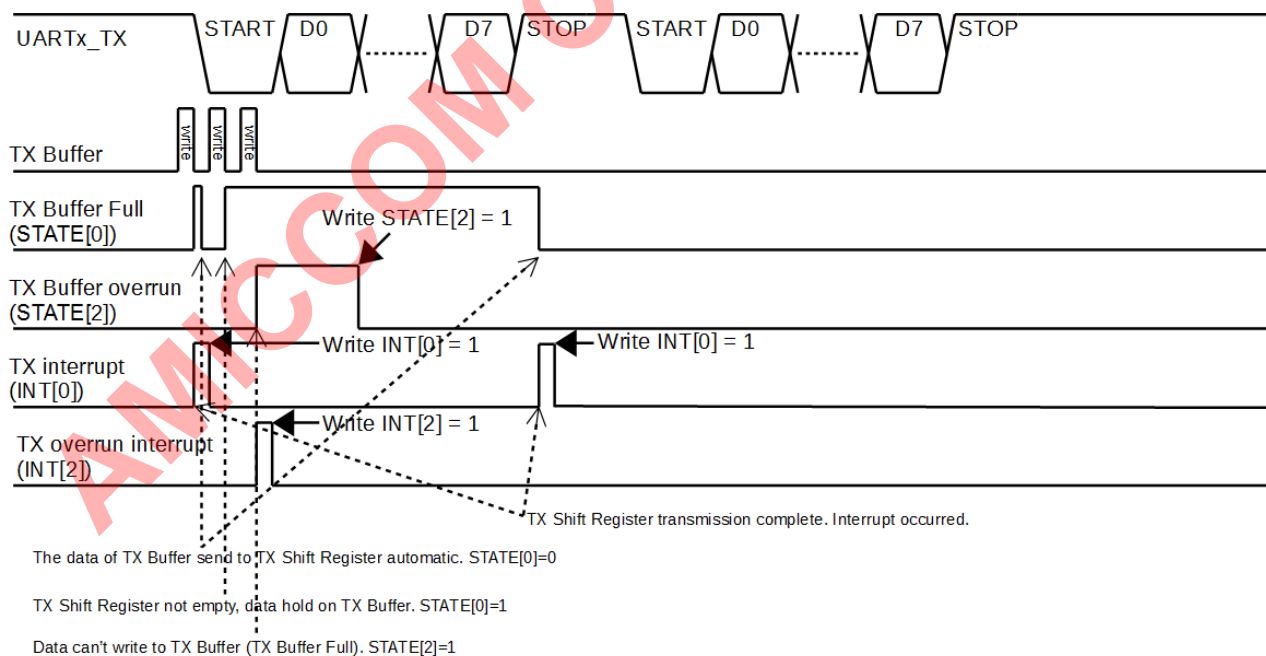 UARTx_TX
START D0 D7 STOP START D0 D7 STOP
write write write
TX Buffer
TX Buffer Full
(STATE[0])
Write STATE[2] = 1
TX Buffer overrun
(STATE[2])
Write INT[0] = 1
Write INT[0] = 1
TX interrupt
(INT[0])
Write INT[2] = 1
TX overrun interrupt
(INT[2])
TX Shift Register transmission complete. Interrupt occurred.
The data of TX Buffer send to TX Shift Register automatic. STATE[0]=0
TX Shift Register not empty, data hold on TX Buffer. STATE[0]=1
Data can't write to TX Buffer (TX Buffer Full). STATE[2]=1
AMICCOM